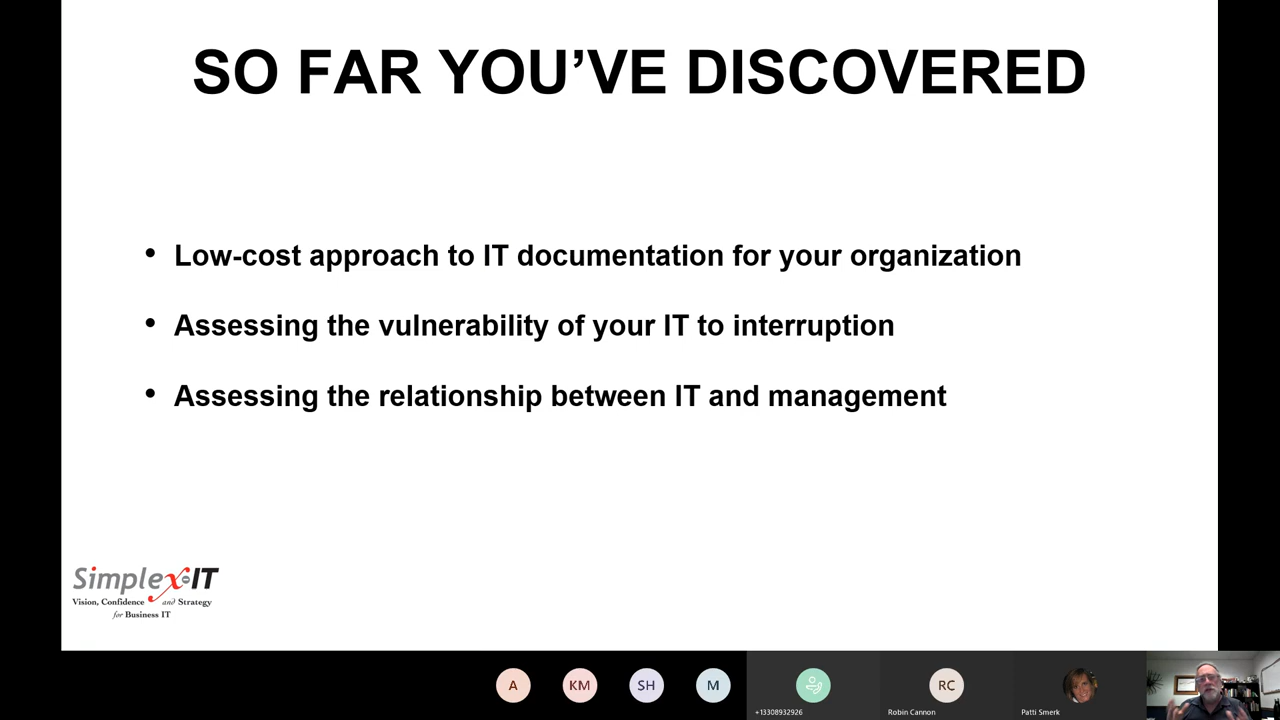 SO FAR YOU’VE DISCOVERED
• Low-cost approach to IT documentation for your organization
• Assessing the vulnerability of your IT to interruption
• Assessing the relationship between IT and management
Simplex-IT
Vision, Confidence and Strategy
for Business IT
A KM SH M RC
+13308932926 Robin Cannon Patti Smerk